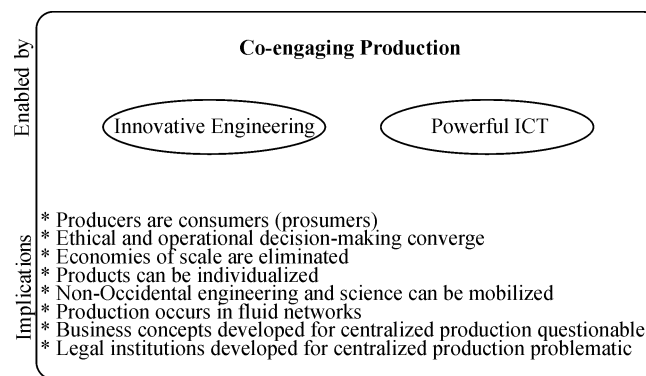 Co-engaging Production
Enabled by
Innovative Engineering
Powerful ICT
Implications
* Producers are consumers (prosumers)
* Ethical and operational decision-making converge
* Economies of scale are eliminated
* Products can be individualized
* Non-Occidental engineering and science can be mobilized
* Production occurs in fluid networks
* Business concepts developed for centralized production questionable
* Legal institutions developed for centralized production problematic